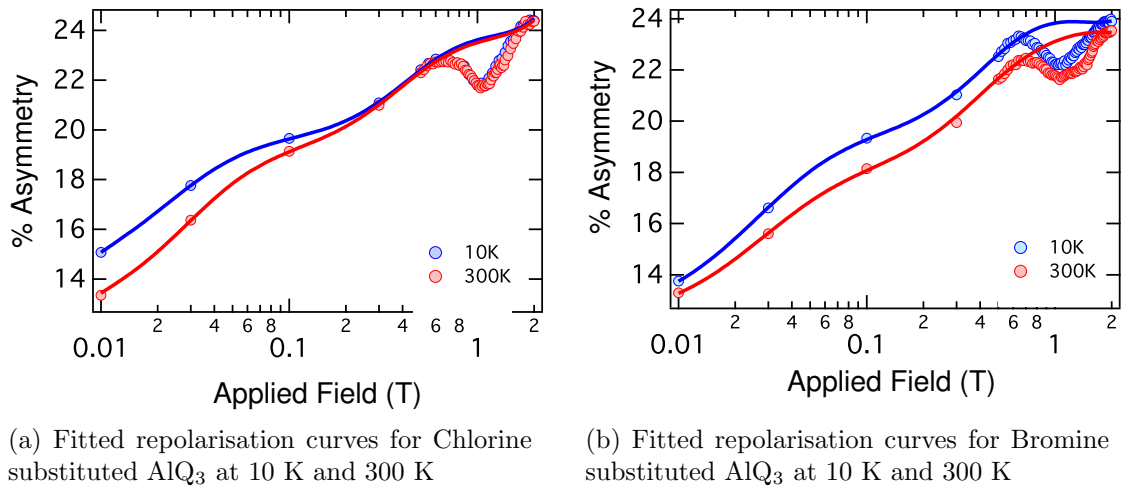 24
22
20
18
16
14
% Asymmetry
10K
300K
2 4 6 8 2 4 6 8 2
0.01 0.1 1
Applied Field (T)
(a) Fitted repolarisation curves for Chlorine
substituted AlQ3 at 10 K and 300 K
24
22
20
18
16
14
% Asymmetry
10K
300K
2 4 6 8 2 4 6 8 2
0.01 0.1 1
Applied Field (T)
(b) Fitted repolarisation curves for Bromine
substituted AlQ3 at 10 K and 300 K